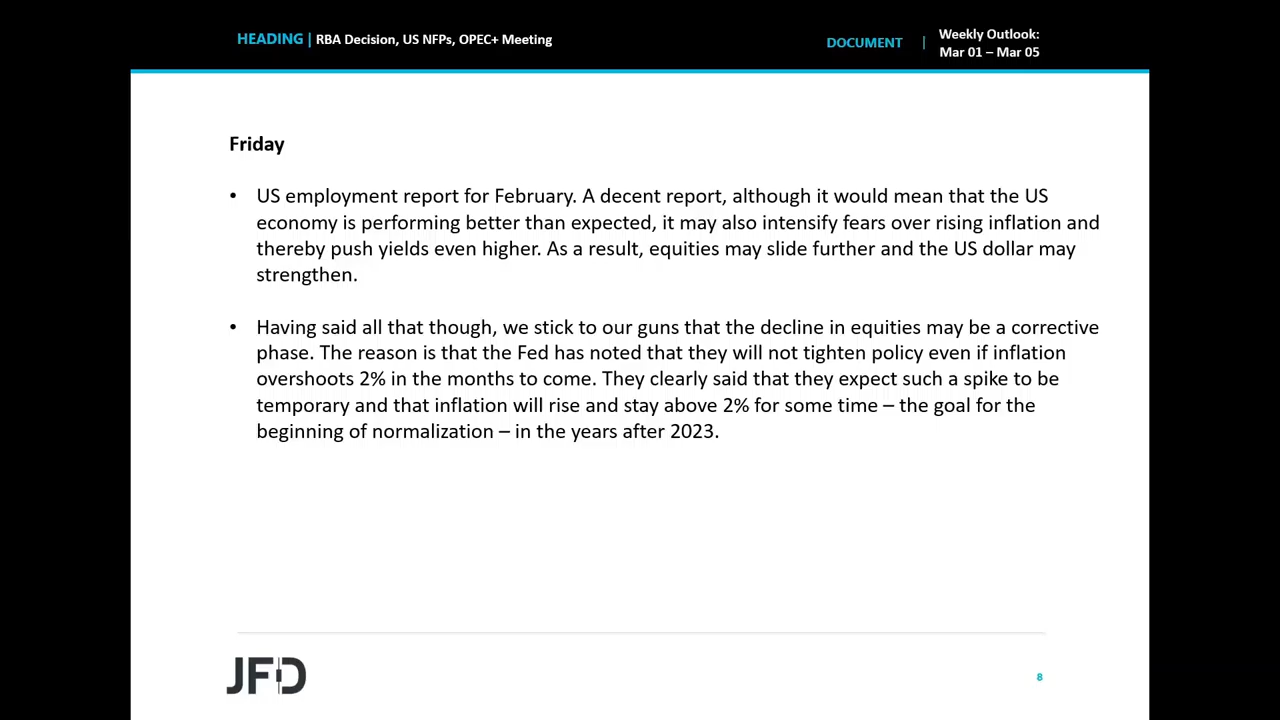 HEADING | RBA Decision, US NFPs, OPEC+ Meeting
DOCUMENT | Weekly Outlook:
Mar 01 – Mar 05
Friday
• US employment report for February. A decent report, although it would mean that the US
economy is performing better than expected, it may also intensify fears over rising inflation and
thereby push yields even higher. As a result, equities may slide further and the US dollar may
strengthen.
• Having said all that though, we stick to our guns that the decline in equities may be a corrective
phase. The reason is that the Fed has noted that they will not tighten policy even if inflation
overshoots 2% in the months to come. They clearly said that they expect such a spike to be
temporary and that inflation will rise and stay above 2% for some time – the goal for the
beginning of normalization – in the years after 2023.
JFD
8